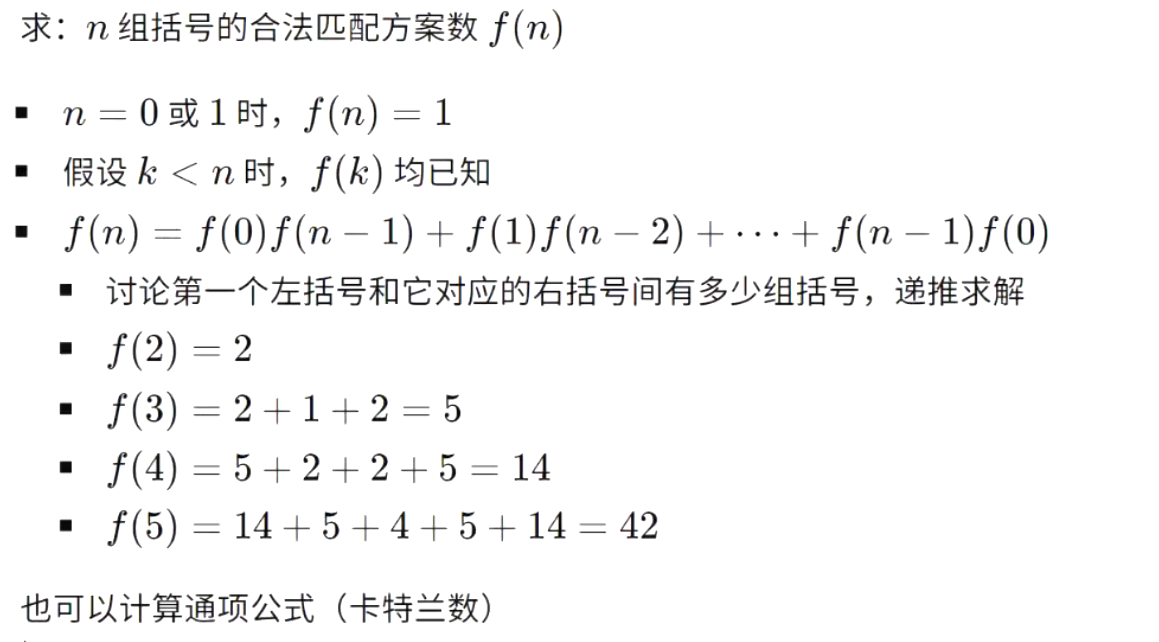 求：n 组括号的合法匹配方案数 f(n)
▪ n = 0 或 1 时，f(n) = 1
▪ 假设 k < n 时，f(k) 均已知
▪ f(n) = f(0)f(n − 1) + f(1)f(n − 2) + ⋯ + f(n − 1)f(0)
▪ 讨论第一个左括号和它对应的右括号间有多少组括号，递推求解
▪ f(2) = 2
▪ f(3) = 2 + 1 + 2 = 5
▪ f(4) = 5 + 2 + 2 + 5 = 14
▪ f(5) = 14 + 5 + 4 + 5 + 14 = 42
也可以计算通项公式（卡特兰数）